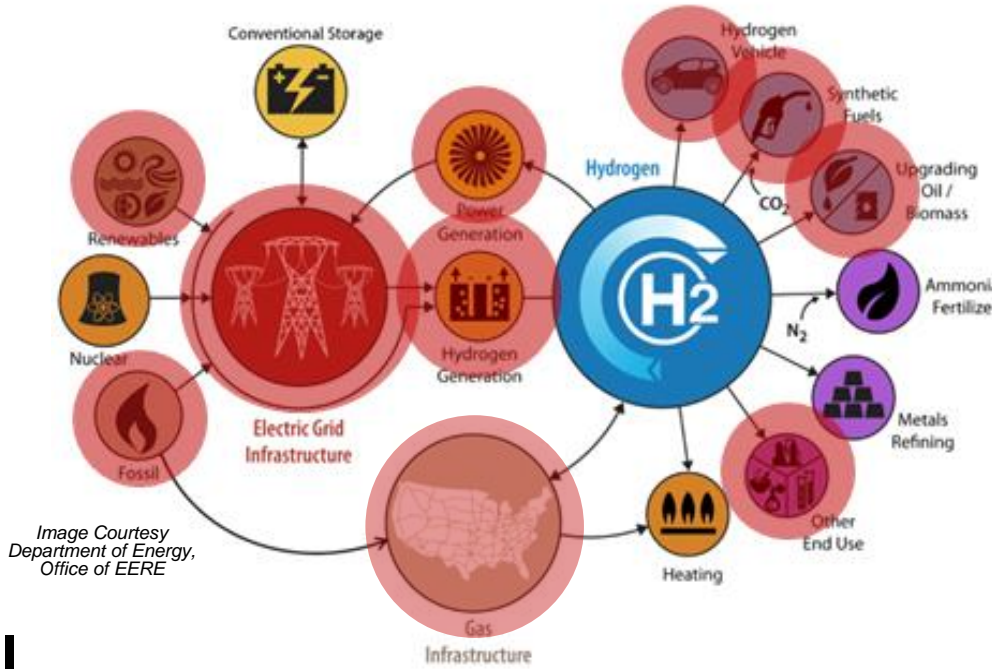 Conventional Storage
Hydrogen
Vehicle
Synthetic
Fuels
Hydrogen
Upgrading
Oil /
Biomass
CO2
Renewables
Power
Generation
H2
Ammonia
Fertilize
N2
Nuclear
Hydrogen
Generation
Electric Grid
Infrastructure
Metals
Refining
Fossil
Other
End Use
Image Courtesy
Department of Energy,
Office of EERE
Heating
Gas
Infrastructure